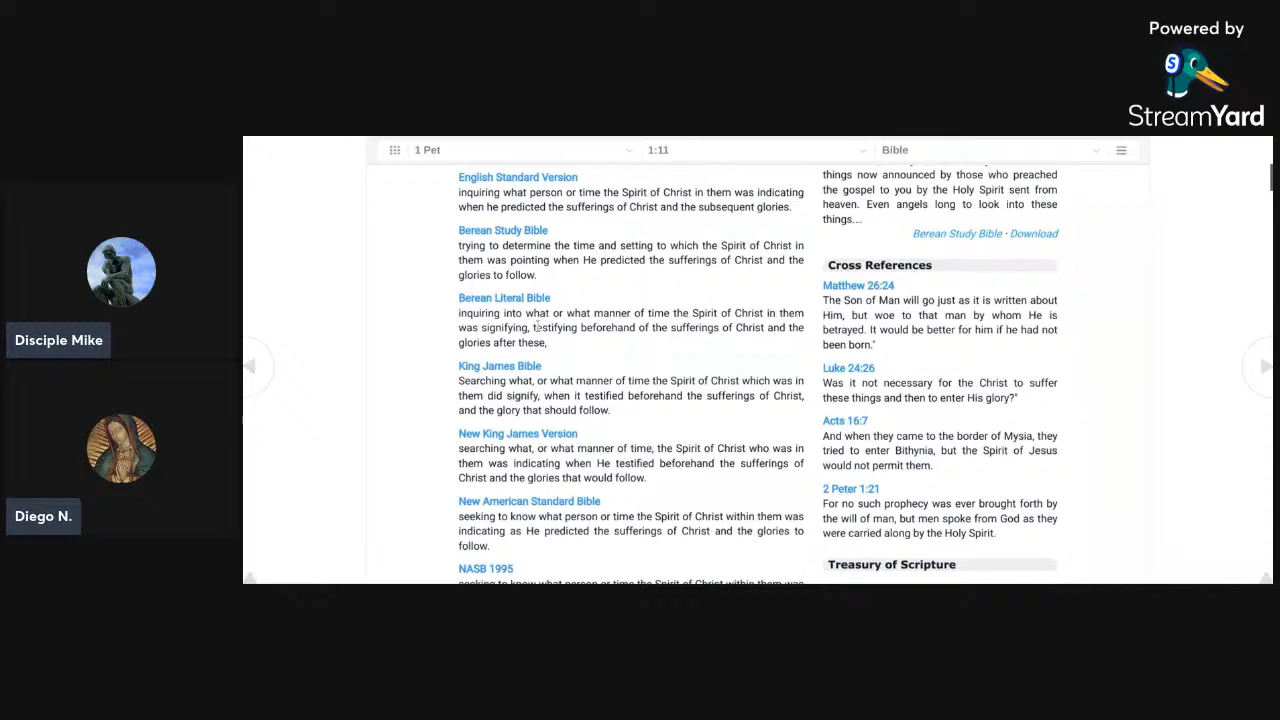 Powered by
StreamYard
Disciple Mike
Diego N.
1 Pet
1:11
Bible
English Standard Version
inquiring what person or time the Spirit of Christ in them was indicating
when he predicted the sufferings of Christ and the subsequent glories.
Berean Study Bible
trying to determine the time and setting to which the Spirit of Christ in
them was pointing when He predicted the sufferings of Christ and the
glories to follow.
Berean Literal Bible
inquiring into what or what manner of time the Spirit of Christ in them
was signifying, testifying beforehand of the sufferings of Christ and the
glories after these,
King James Bible
Searching what, or what manner of time the Spirit of Christ which was in
them did signify, when it testified beforehand the sufferings of Christ,
and the glory that should follow.
New King James Version
searching what, or what manner of time, the Spirit of Christ who was in
them was indicating when He testified beforehand the sufferings of
Christ and the glories that would follow.
New American Standard Bible
seeking to know what person or time the Spirit of Christ within them was
indicating as He predicted the sufferings of Christ and the glories to
follow.
NASB 1995
seeking to know what person or time the Spirit of Christ within them was
things now announced by those who preached
the gospel to you by the Holy Spirit sent from
heaven. Even angels long to look into these
things....
Berean Study Bible · Download
Cross References
Matthew 26:24
The Son of Man will go just as it is written about
Him, but woe to that man by whom He is
betrayed. It would be better for him if he had not
been born."
Luke 24:26
Was it not necessary for the Christ to suffer
these things and then to enter His glory?"
Acts 16:7
And when they came to the border of Mysia, they
tried to enter Bithynia, but the Spirit of Jesus
would not permit them.
2 Peter 1:21
For no such prophecy was ever brought forth by
the will of man, but men spoke from God as they
were carried along by the Holy Spirit.
Treasury of Scripture